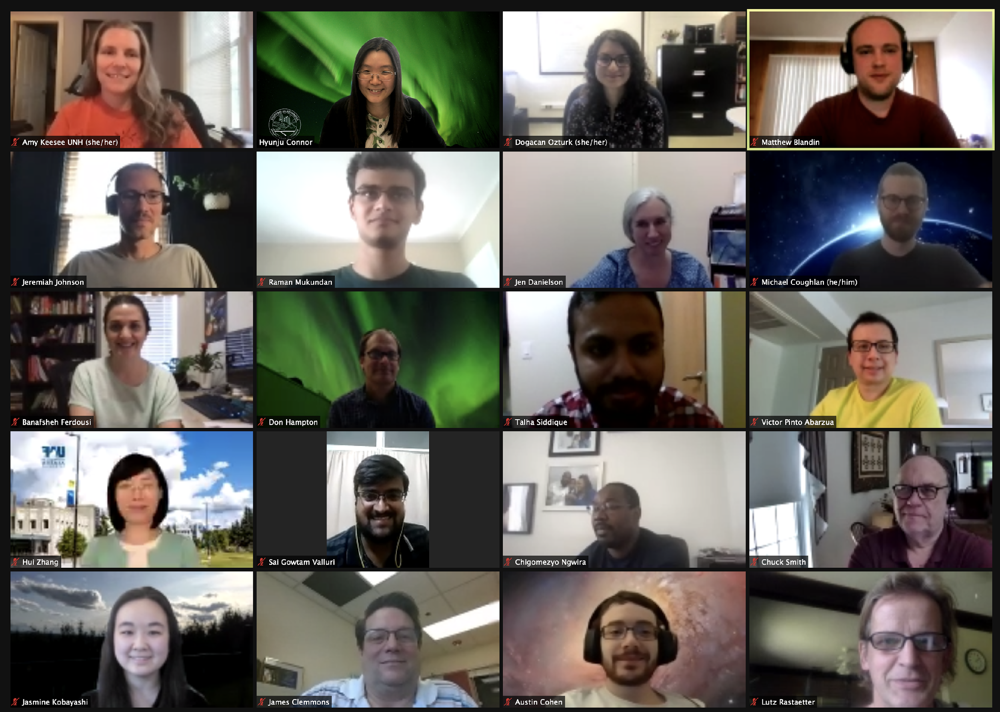 Amy Keesee UNH (she/her)
Hyunju Connor
Dogacan Ozturk (she/her)
Matthew Blandin
Jeremiah Johnson
Raman Mukundan
Jen Danielson
Michael Coughlan (he/him)
Banafsheh Ferdousi
Don Hampton
Talha Siddique
Victor Pinto Abarzua
UAF
ALASKA
Hui Zhang
Sai Gowtam Valluri
Chigomezyo Ngwira
Chuck Smith
Jasmine Kobayashi
James Clemmons
Austin Cohen
Lutz Rastaetter